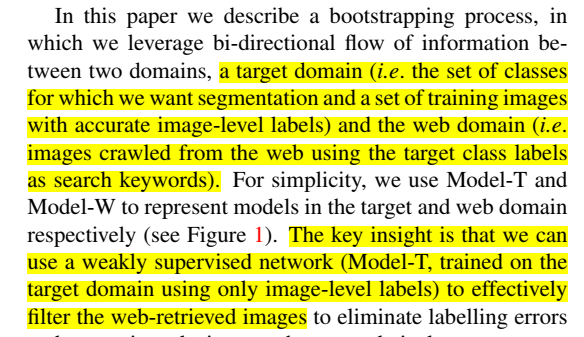 In this paper we describe a bootstrapping process, in
which we leverage bi-directional flow of information be-
tween two domains, a target domain (i.e. the set of classes
for which we want segmentation and a set of training images
with accurate image-level labels) and the web domain (i.e.
images crawled from the web using the target class labels
as search keywords). For simplicity, we use Model-T and
Model-W to represent models in the target and web domain
respectively (see Figure 1). The key insight is that we can
use a weakly supervised network (Model-T, trained on the
target domain using only image-level labels) to effectively
filter the web-retrieved images to eliminate labelling errors